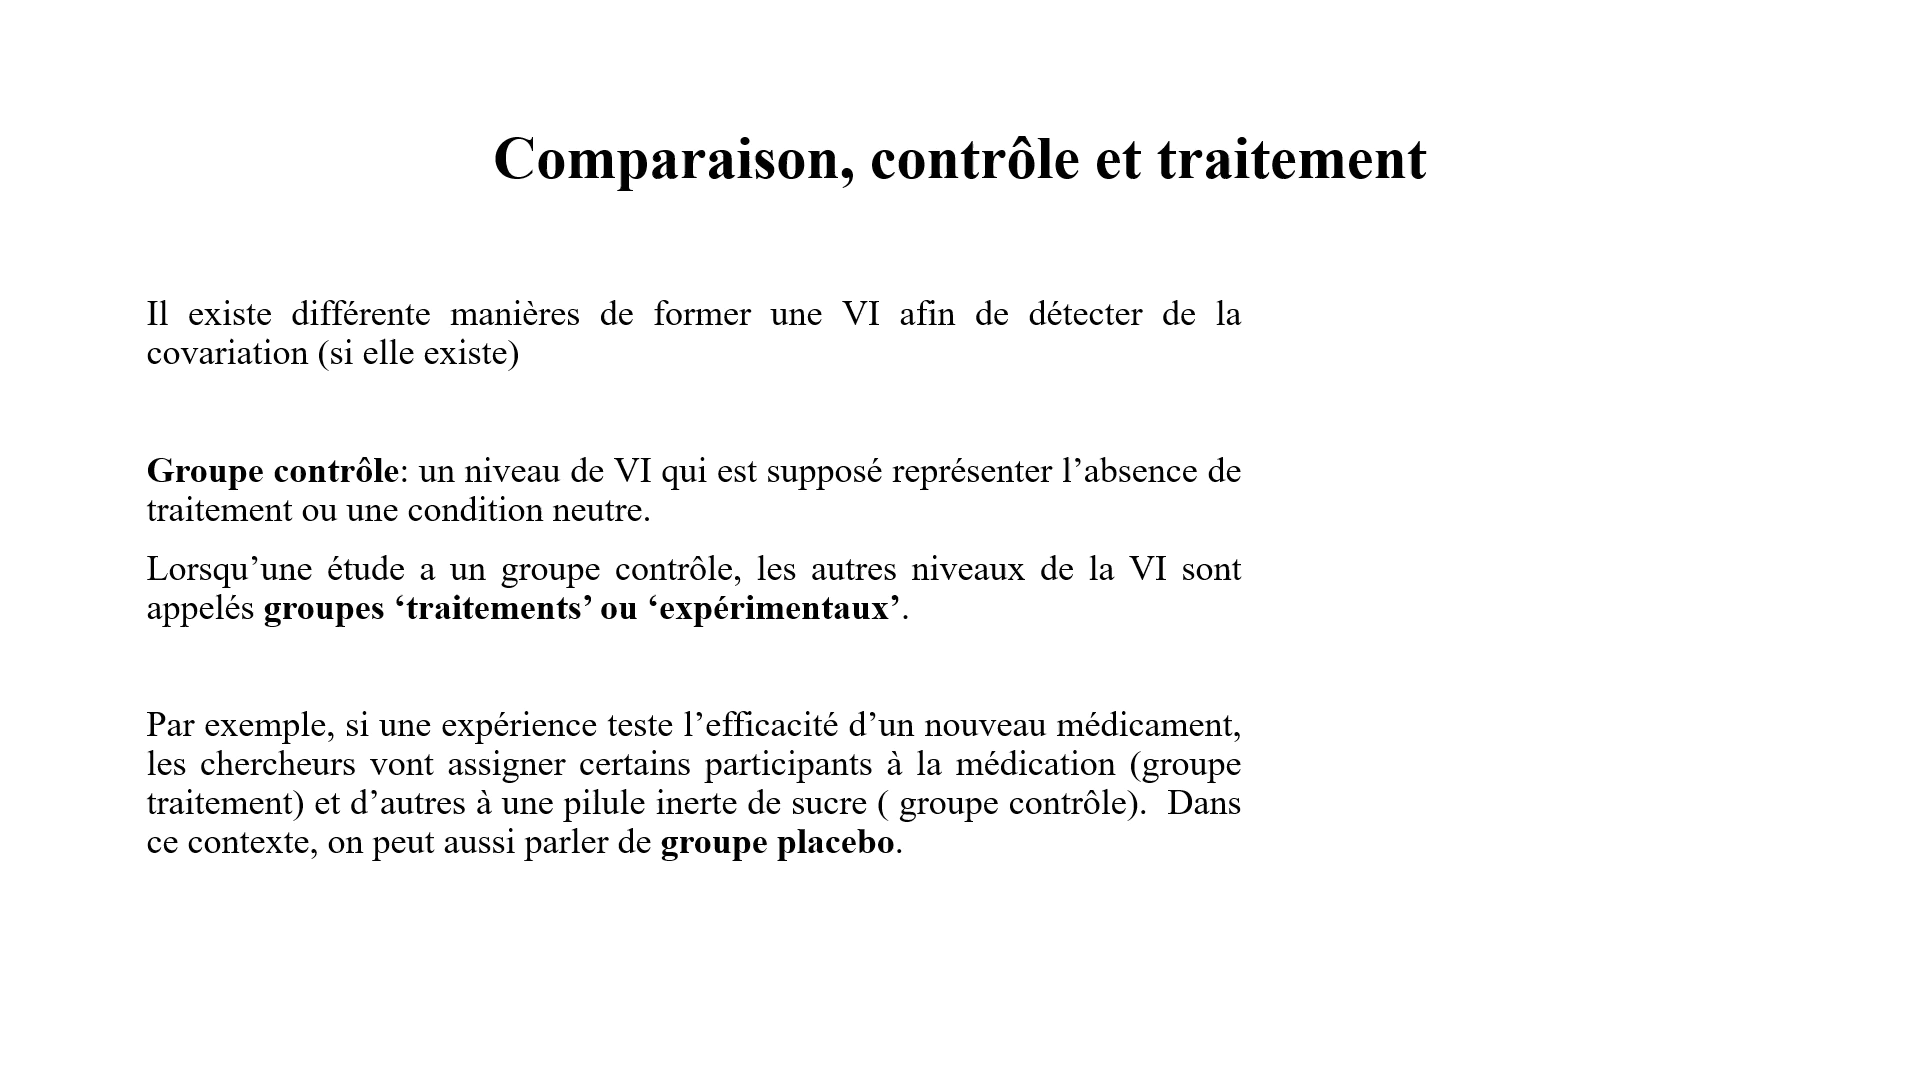 Comparaison, contrôle et traitement
Il existe différente manières de former une VI afin de détecter de la
covariation (si elle existe)
Groupe contrôle: un niveau de VI qui est supposé représenter l’absence de
traitement ou une condition neutre.
Lorsqu’une étude a un groupe contrôle, les autres niveaux de la VI sont
appelés groupes ‘traitements’ ou ‘expérimentaux’.
Par exemple, si une expérience teste l’efficacité d’un nouveau médicament,
les chercheurs vont assigner certains participants à la médication (groupe
traitement) et d’autres à une pilule inerte de sucre ( groupe contrôle).  Dans
ce contexte, on peut aussi parler de groupe placebo.